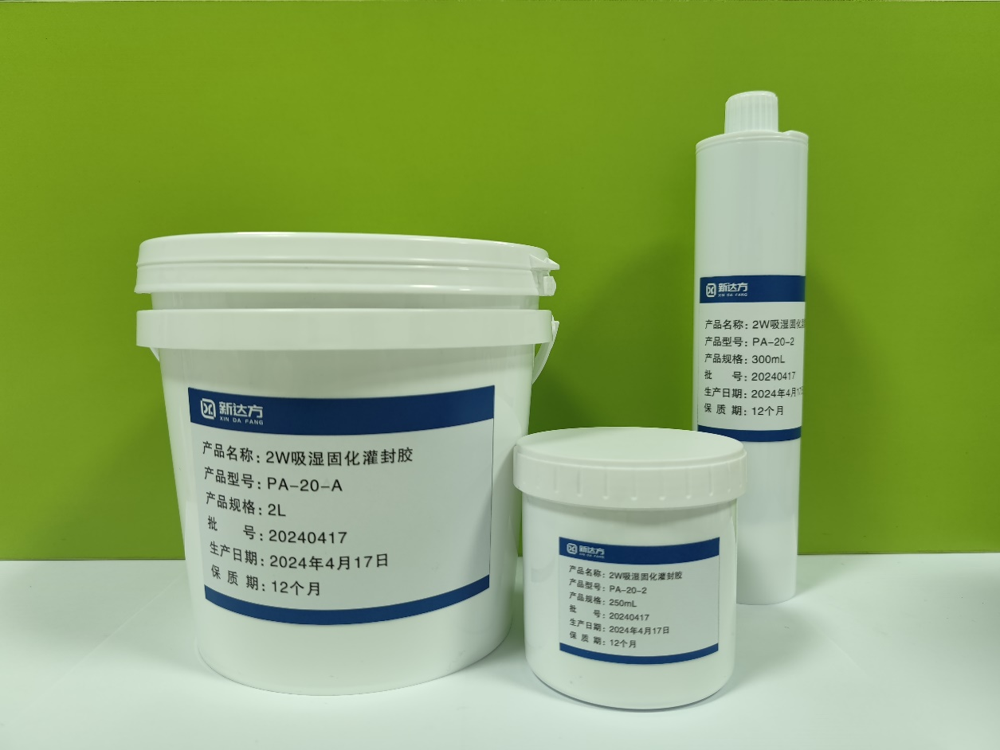 新达方
XIN DA FANG
产品名称：2W吸湿固化灌封胶
产品型号：PA-20-A
产品规格：2L
批 号：20240417
生产日期：2024年4月17日
保 质 期：12个月
新达方
XIN DA FANG
产品名称：2W吸湿固化灌封胶
产品型号：PA-20-2
产品规格：250mL
批 号：20240417
生产日期：2024年4月17日
保 质 期：12个月
新达方
XIN DA FANG
产品名称：2W吸湿固化
产品型号：PA-20-2
产品规格：300mL
批 号：20240417
生产日期：2024年4月17
保 质 期：12个月